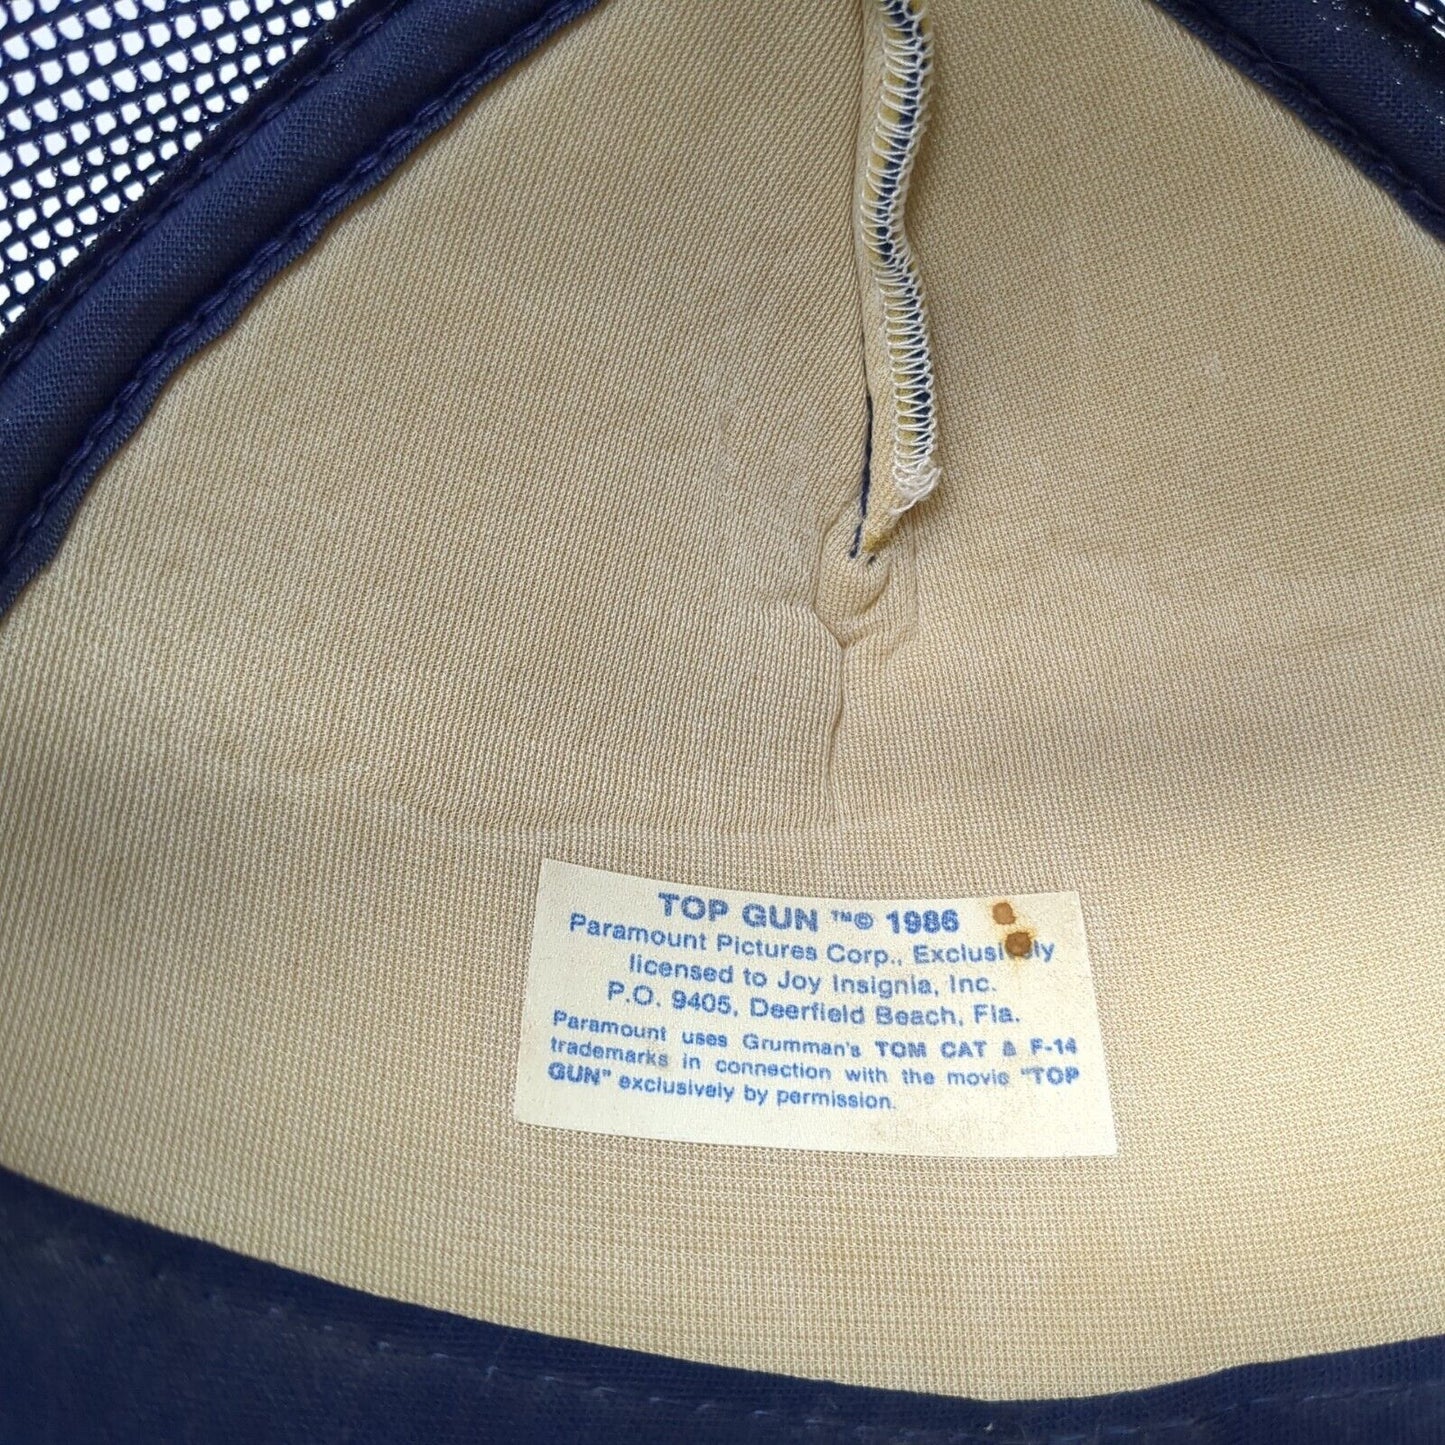 TOP GUN ™© 1986
Paramount Pictures Corp., Exclusively
licensed to Joy Insignia, Inc.
P.O. 9405, Deerfield Beach, Fla.
Paramount uses Grumman's TOM CAT & F-14
trademarks in connection with the movie "TOP
GUN" exclusively by permission.